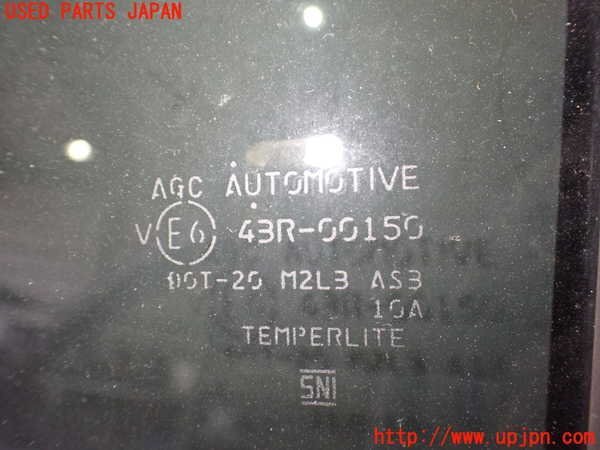 USED PARTS JAPAN
AGC AUTOMOTIVE
V E6 43R-00150
DOT-20 M2L3 AS3
10A
TEMPERLITE
SNI
http://www.upjpn.com/